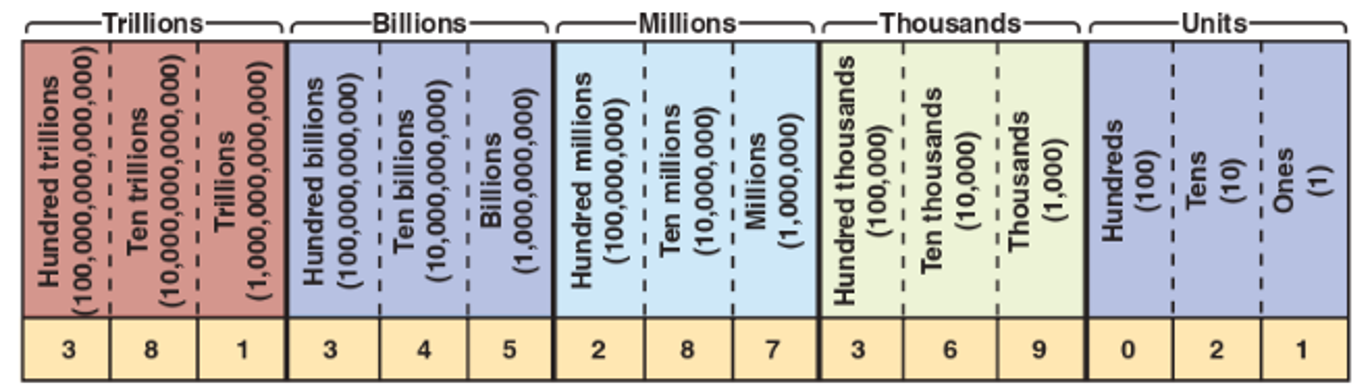 Trillions Billions Millions Thousands Units
Hundred trillions
(100,000,000,000,000)
Ten trillions
(10,000,000,000,000)
Trillions
(1,000,000,000,000)
Hundred billions
(100,000,000,000)
Ten billions
(10,000,000,000)
Billions
(1,000,000,000)
Hundred millions
(100,000,000)
Ten millions
(10,000,000)
Millions
(1,000,000)
Hundred thousands
(100,000)
Ten thousands
(10,000)
Thousands
(1,000)
Hundreds
(100)
Tens
(10)
Ones
(1)
3 8 1 3 4 5 2 8 7 3 6 9 0 2 1